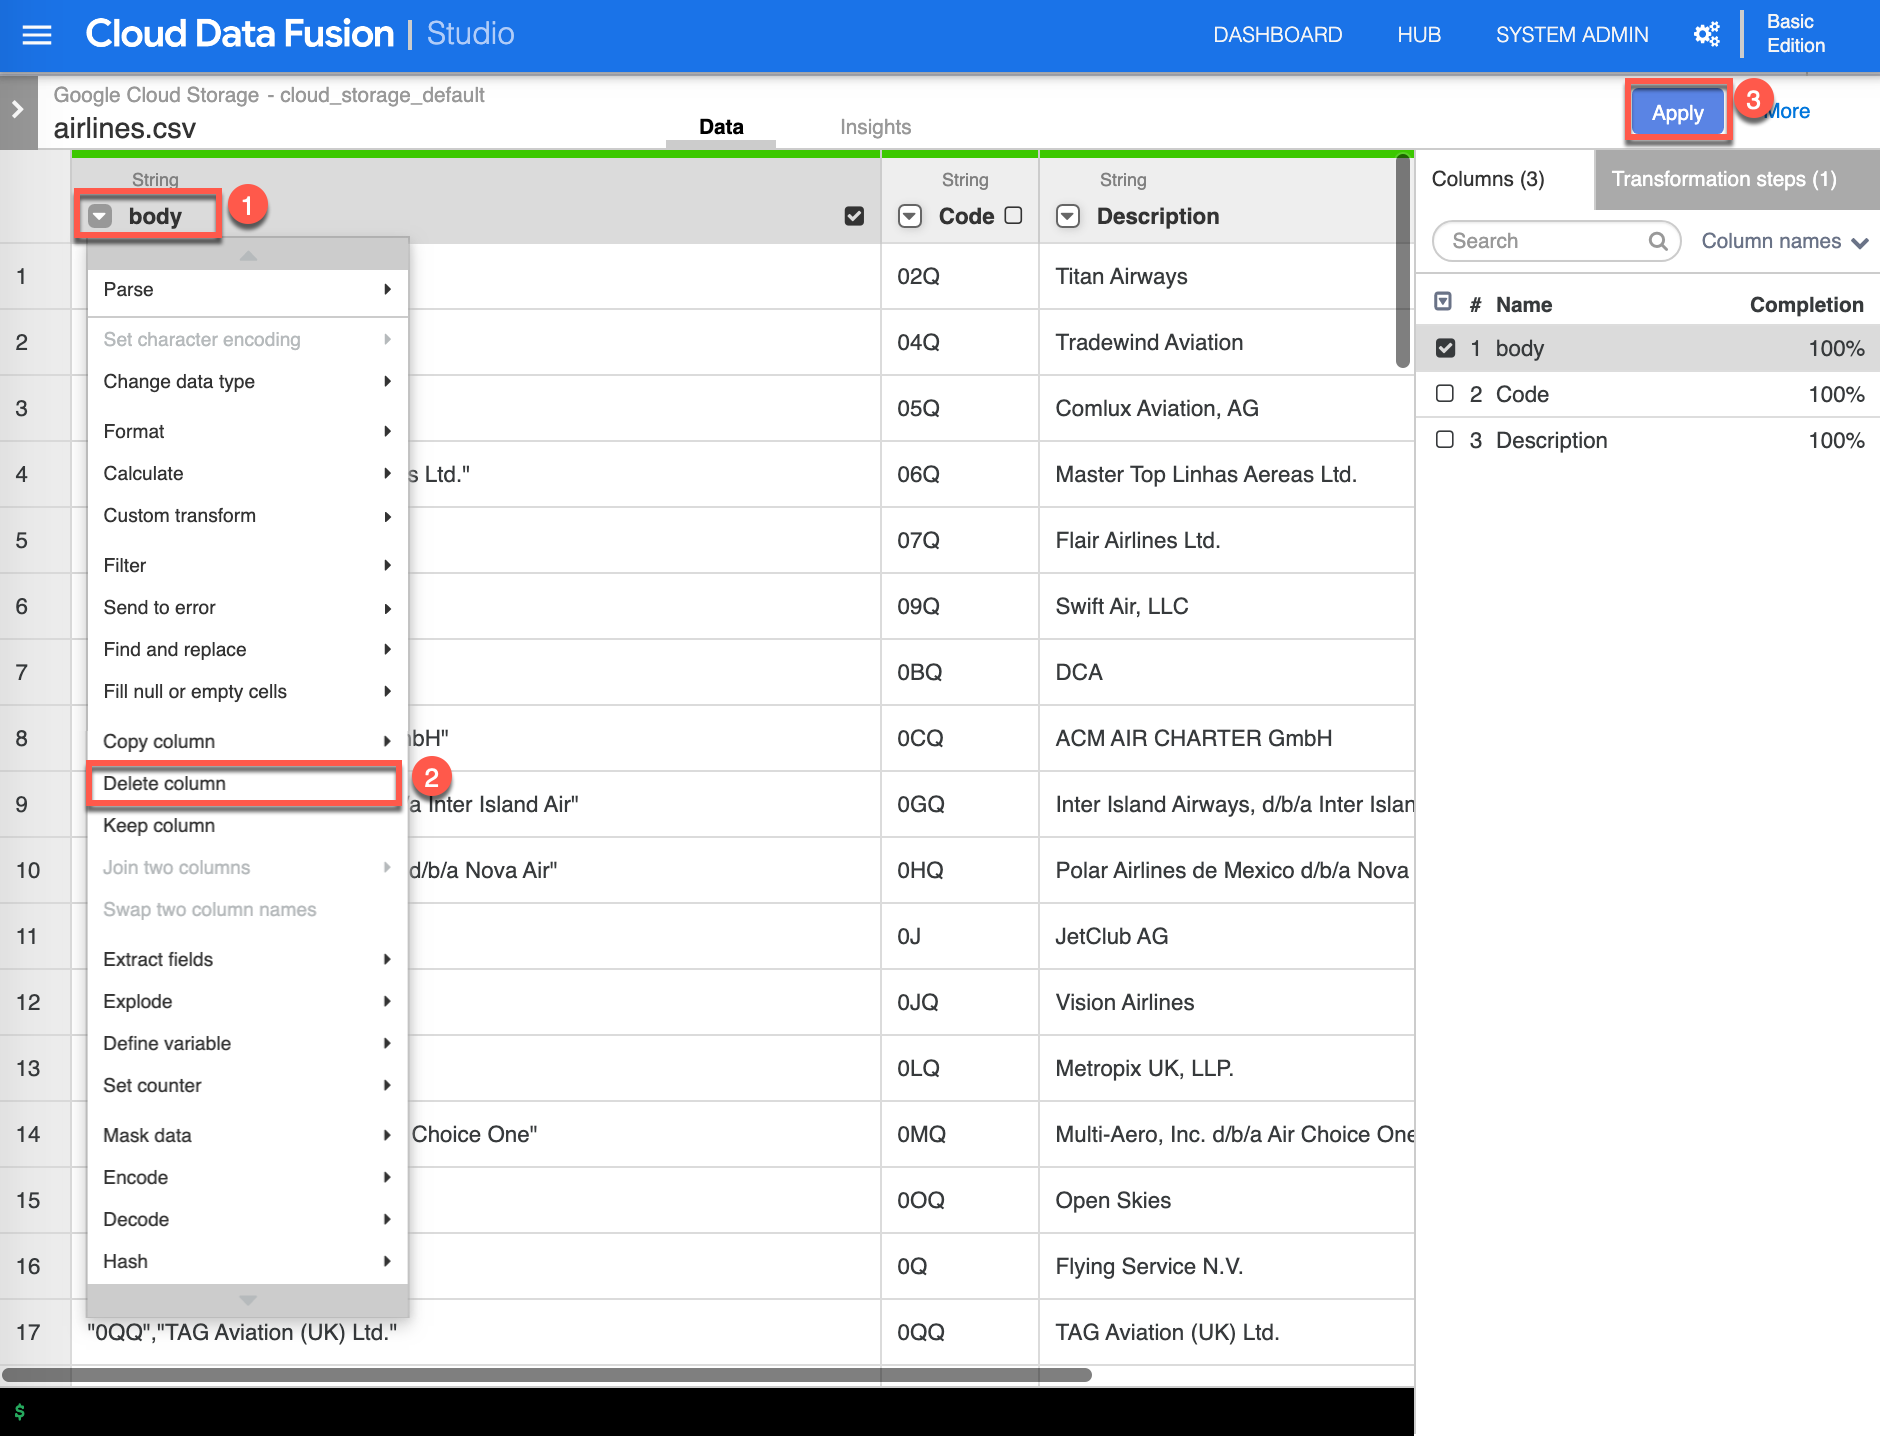 Cloud Data Fusion | Studio
DASHBOARD HUB SYSTEM ADMIN Basic Edition
Google Cloud Storage - cloud_storage_default
airlines.csv
Data Insights
Apply 3 More
String String String
body 1 Code Description
Parse
Set character encoding
Change data type
Format
Calculate
Custom transform
Filter
Send to error
Find and replace
Fill null or empty cells
Copy column
Delete column 2
Keep column
Join two columns
Swap two column names
Extract fields
Explode
Define variable
Set counter
Mask data
Encode
Decode
Hash
1 02Q Titan Airways
2 04Q Tradewind Aviation
3 05Q Comlux Aviation, AG
4 s Ltd." 06Q Master Top Linhas Aereas Ltd.
5 07Q Flair Airlines Ltd.
6 09Q Swift Air, LLC
7 0BQ DCA
8 bH" 0CQ ACM AIR CHARTER GmbH
9 a Inter Island Air" 0GQ Inter Island Airways, d/b/a Inter Islan
10 d/b/a Nova Air" 0HQ Polar Airlines de Mexico d/b/a Nova
11 0J JetClub AG
12 0JQ Vision Airlines
13 0LQ Metropix UK, LLP.
14 Choice One" 0MQ Multi-Aero, Inc. d/b/a Air Choice One
15 0OQ Open Skies
16 0Q Flying Service N.V.
17 "0QQ","TAG Aviation (UK) Ltd." 0QQ TAG Aviation (UK) Ltd.
$
Columns (3) Transformation steps (1)
Search Column names
# Name Completion
1 body 100%
2 Code 100%
3 Description 100%